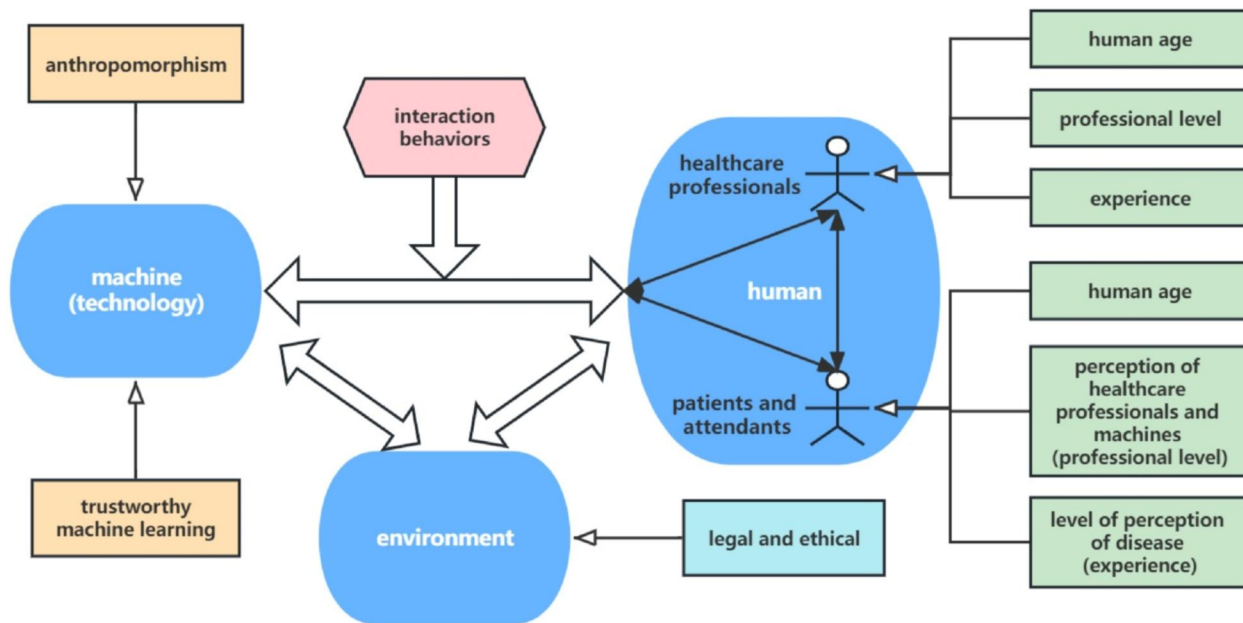 anthropomorphism
interaction
behaviors
human age
professional level
experience
healthcare
professionals
machine
(technology)
human
human age
perception of
healthcare
professionals and
machines
(professional level)
patients and
attendants
trustworthy
machine learning
environment
legal and ethical
level of perception
of disease
(experience)